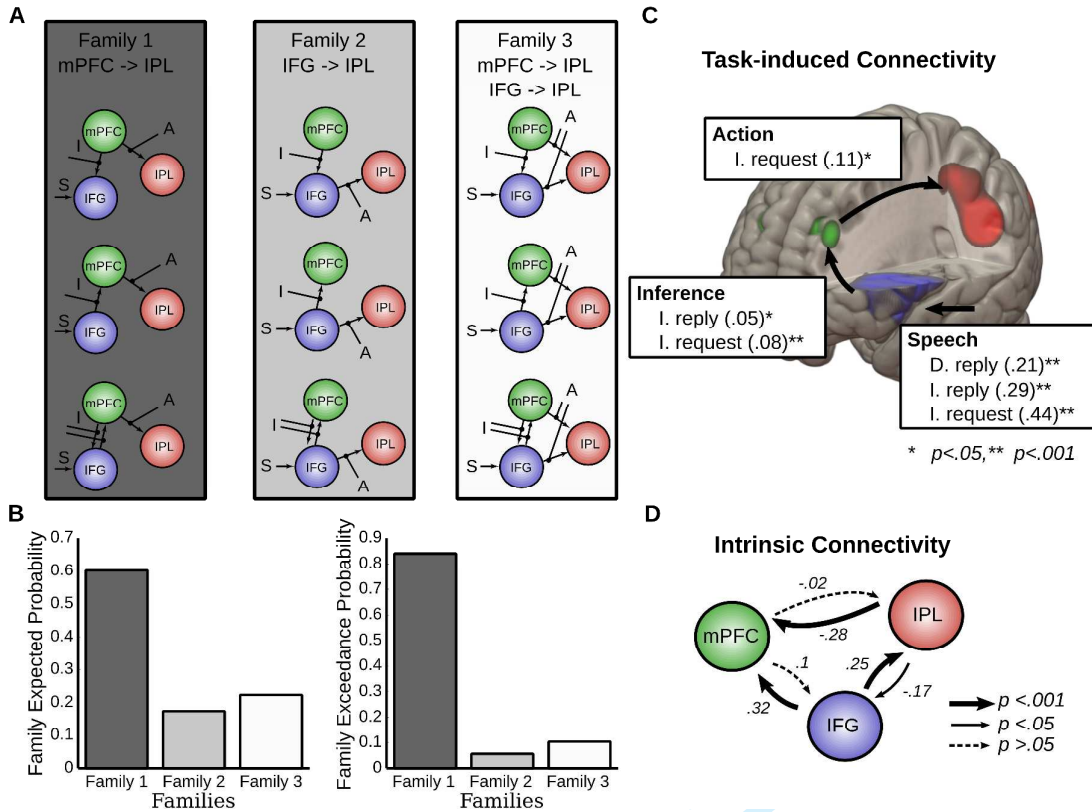 A
Family 1
mPFC -> IPL
mPFC
A
I
IPL
S
IFG
mPFC
A
I
IPL
S
IFG
mPFC
A
I
IPL
S
IFG
Family 2
IFG -> IPL
mPFC
I
IPL
S
IFG
A
mPFC
I
IPL
S
IFG
A
mPFC
I
IPL
S
IFG
A
Family 3
mPFC -> IPL
IFG -> IPL
A
mPFC
I
IPL
S
IFG
A
mPFC
I
IPL
S
IFG
A
mPFC
I
IPL
S
IFG
B
Family Expected Probability
0.7
0.6
0.5
0.4
0.3
0.2
0.1
0
Family 1 Family 2 Family 3
Families
Family Exceedance Probability
0.9
0.8
0.7
0.6
0.5
0.4
0.3
0.2
0.1
0
Family 1 Family 2 Family 3
Families
C
Task-induced Connectivity
Action
I. request (.11)*
Inference
I. reply (.05)*
I. request (.08)**
Speech
D. reply (.21)**
I. reply (.29)**
I. request (.44)**
* p<.05,** p<.001
D
Intrinsic Connectivity
-.02
IPL
mPFC
-.28
.1
.25
-.17
.32
IFG
p <.001
p <.05
p >.05